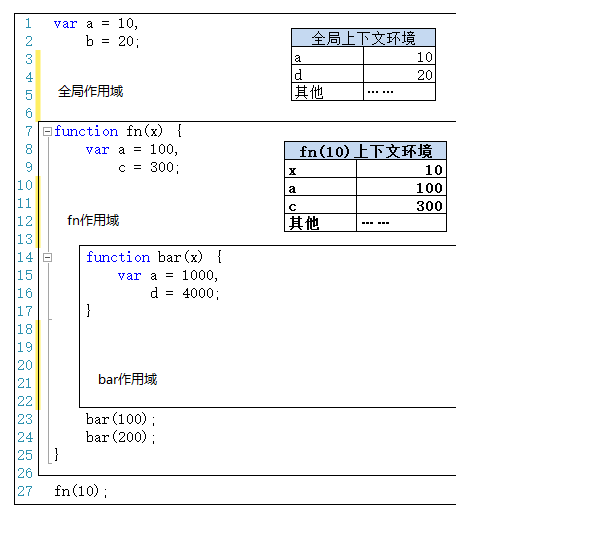 1 var a = 10,
2 b = 20;
全局上下文环境
3
a 10
4
d 20
5 全局作用域
其他 ……
6
7 function fn(x) {
8 var a = 100,
fn(10)上下文环境
9 c = 300;
x 10
10
a 100
11
c 300
12 fn作用域
其他 ……
13
14 function bar(x) {
15 var a = 1000,
16 d = 4000;
17 }
18
19
20
21 bar作用域
22
23 bar(100);
24 bar(200);
25 }
26
27 fn(10);